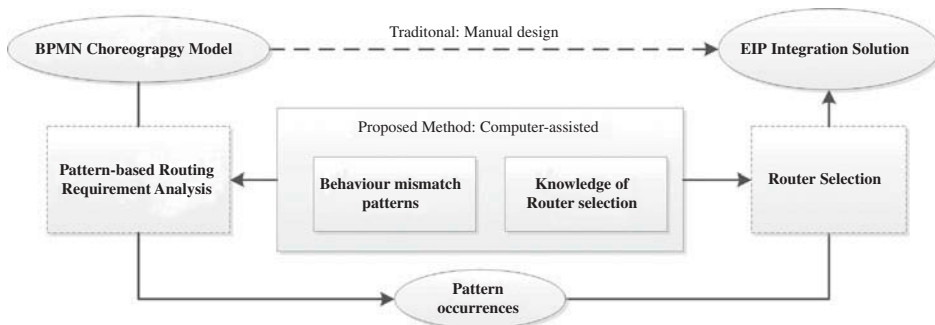 BPMN Choreograpgy Model
Traditonal: Manual design
EIP Integration Solution
Proposed Method: Computer-assisted
Pattern-based Routing
Requirement Analysis
Behaviour mismatch
patterns
Knowledge of
Router selection
Router Selection
Pattern
occurrences